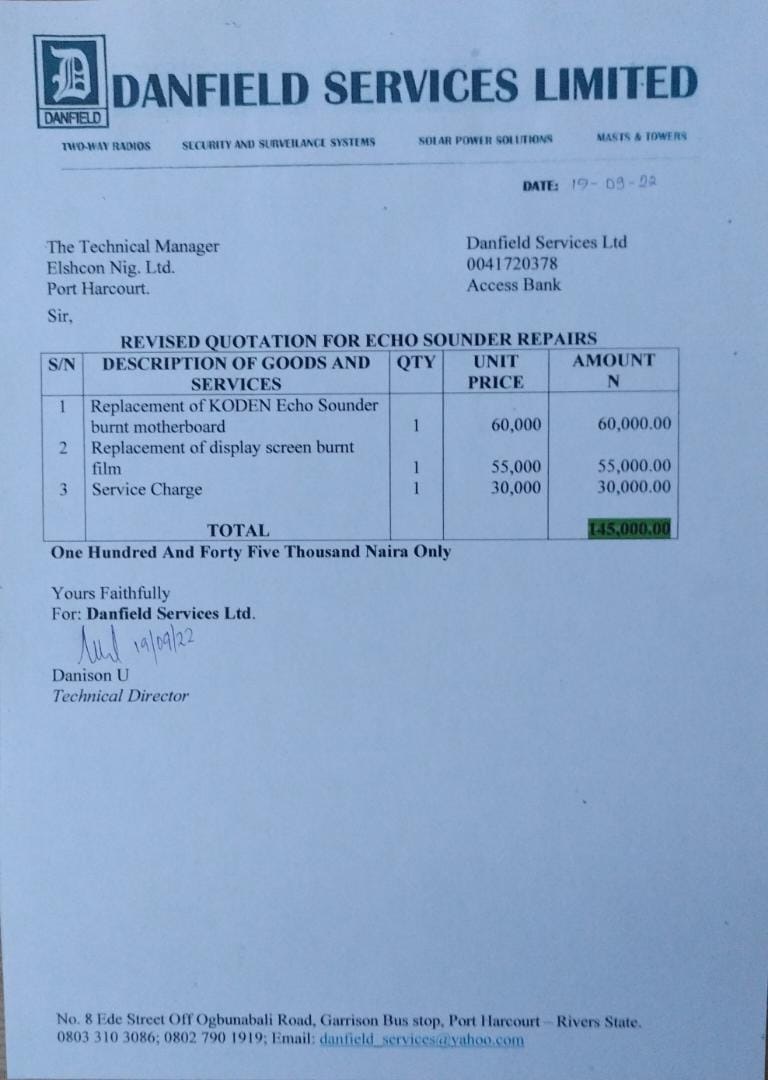 D
DANFIELD
DANFIELD SERVICES LIMITED
TWO-WAY RADIOS SECURITY AND SURVEILANCE SYSTEMS SOLAR POWER SOLUTIONS MASTS & TOWERS
DATE: 19-09-22
The Technical Manager
Elshcon Nig. Ltd.
Port Harcourt.
Danfield Services Ltd
0041720378
Access Bank
Sir,
REVISED QUOTATION FOR ECHO SOUNDER REPAIRS
S/N DESCRIPTION OF GOODS AND QTY UNIT AMOUNT
SERVICES PRICE N
1 Replacement of KODEN Echo Sounder
burnt motherboard 1 60,000 60,000.00
2 Replacement of display screen burnt
film 1 55,000 55,000.00
3 Service Charge 1 30,000 30,000.00
TOTAL 145,000.00
One Hundred And Forty Five Thousand Naira Only
Yours Faithfully
For: Danfield Services Ltd.
19/09/22
Danison U
Technical Director
No. 8 Ede Street Off Ogbunabali Road, Garrison Bus stop, Port Harcourt – Rivers State.
0803 310 3086; 0802 790 1919; Email: danfield_services@yahoo.com